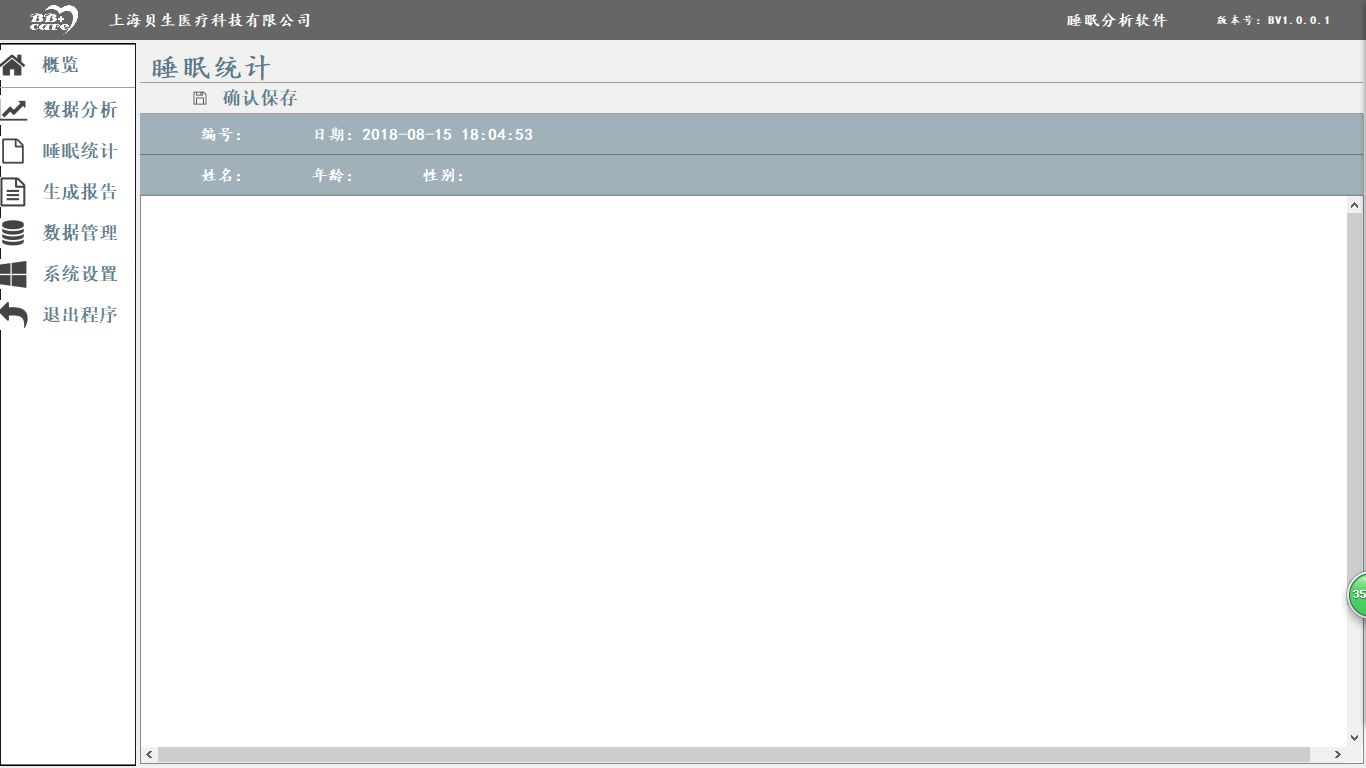 BB+
care
上海贝生医疗科技有限公司
睡眠分析软件
版本号：BV1.0.0.1
概览
数据分析
睡眠统计
生成报告
数据管理
系统设置
退出程序
睡眠统计
确认保存
编号： 日期：2018-08-15 18:04:53
姓名： 年龄： 性别：
35